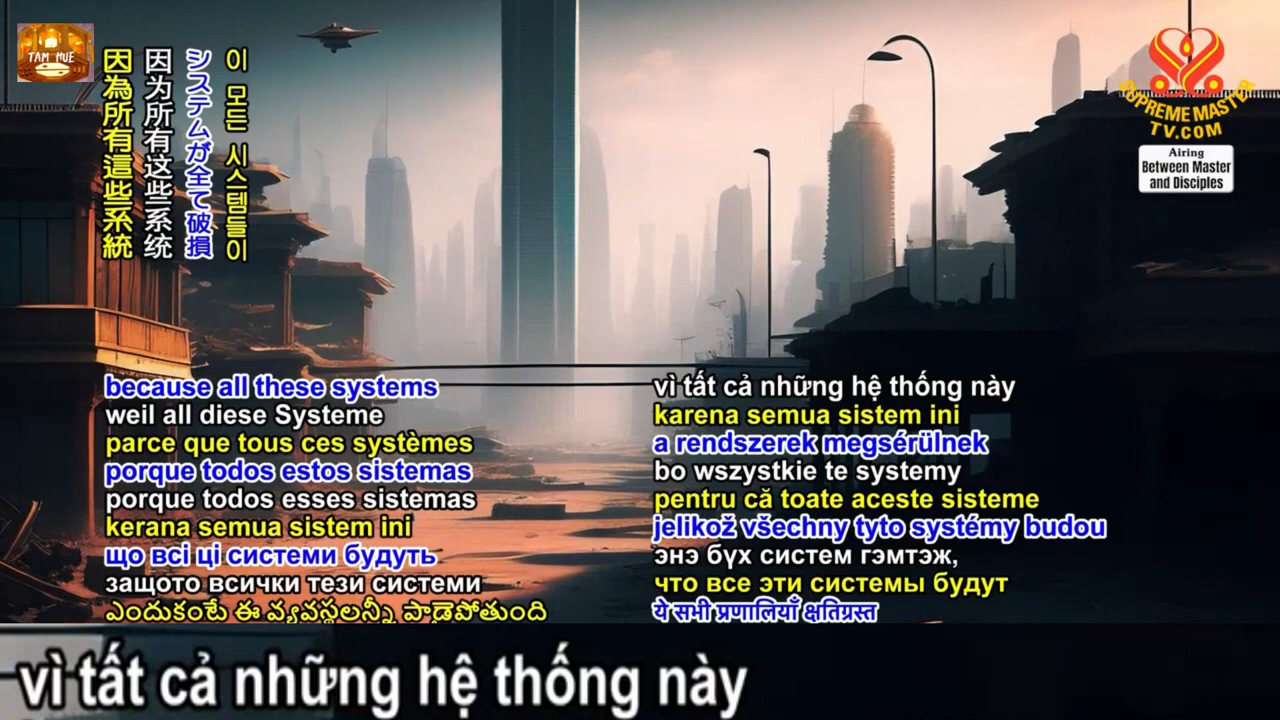 TAM HUE
因為所有這些系統
因为所有这些系统
システムが全て破損
이 모든 시스템들이
SUPREME MASTER
TV.COM
Airing
Between Master
and Disciples
because all these systems
weil all diese Systeme
parce que tous ces systèmes
porque todos estos sistemas
porque todos esses sistemas
kerana semua sistem ini
що всі ці системи будуть
защото всички тези системи
ఎందుకంటే ఈ వ్యవస్థలన్నీ పాడైపోతుంది
vì tất cả những hệ thống này
karena semua sistem ini
a rendszerek megsérülnek
bo wszystkie te systemy
pentru că toate aceste sisteme
jelikož všechny tyto systémy budou
энэ бүх систем гэмтэж,
что все эти системы будут
ये सभी प्रणालियाँ क्षतिग्रस्त
vì tất cả những hệ thống này